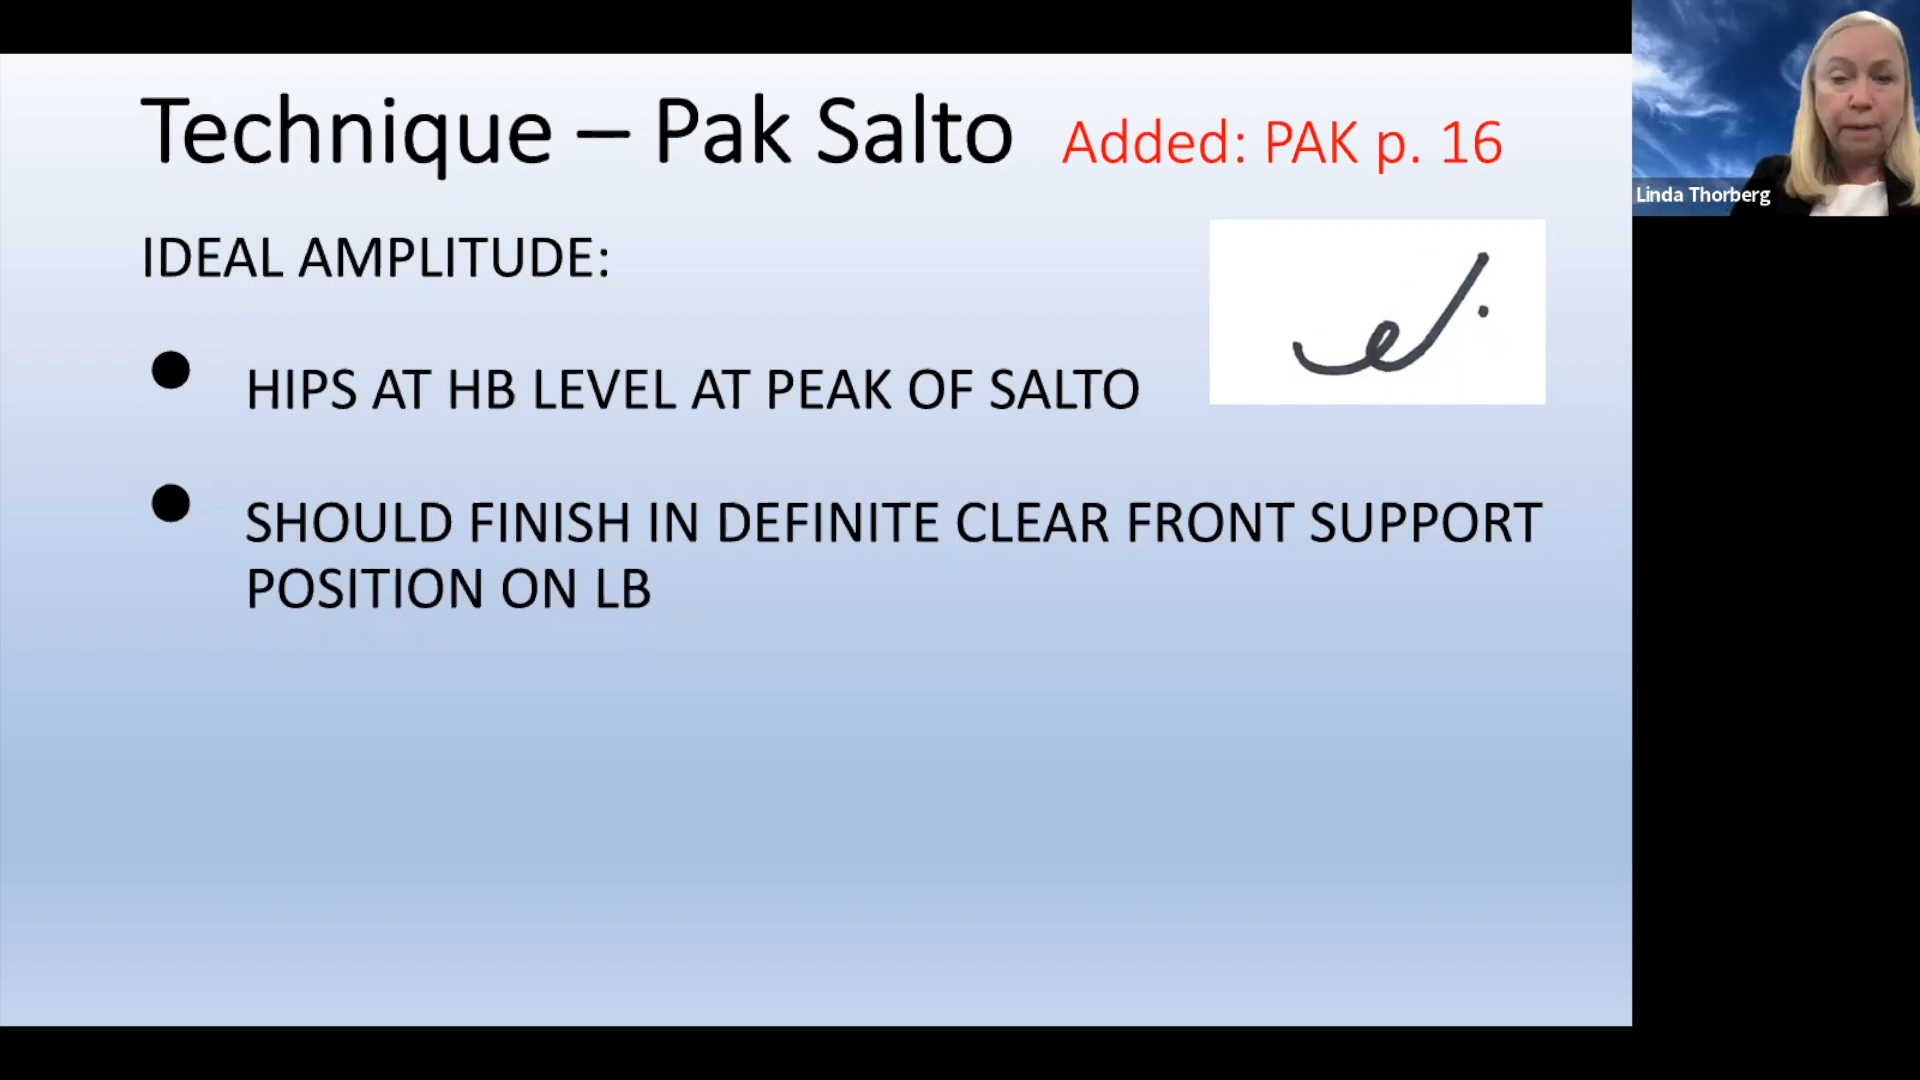 Technique – Pak Salto Added: PAK p. 16
Linda Thorberg
IDEAL AMPLITUDE:
HIPS AT HB LEVEL AT PEAK OF SALTO
SHOULD FINISH IN DEFINITE CLEAR FRONT SUPPORT
POSITION ON LB